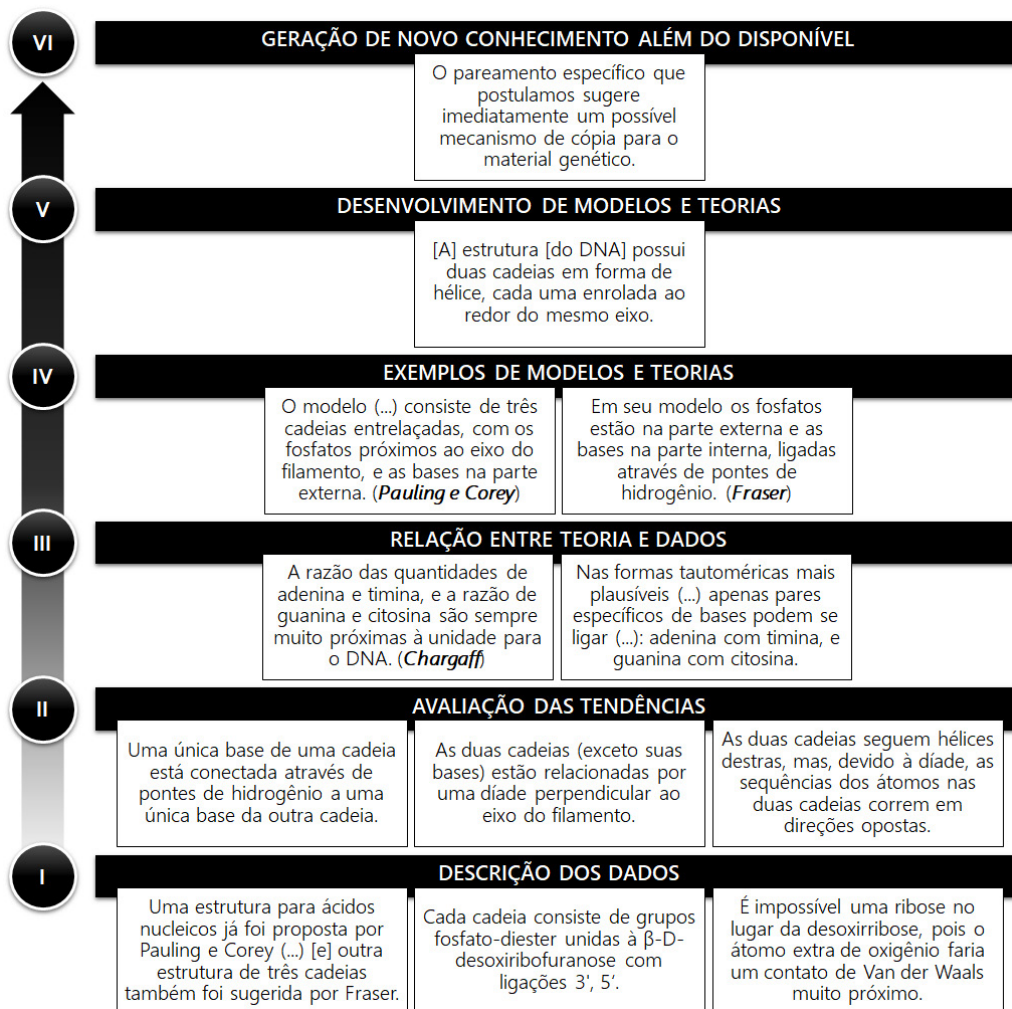 VI
GERAÇÃO DE NOVO CONHECIMENTO ALÉM DO DISPONÍVEL
O pareamento específico que
postulamos sugere
imediatamente um possível
mecanismo de cópia para o
material genético.
V
DESENVOLVIMENTO DE MODELOS E TEORIAS
[A] estrutura [do DNA] possui
duas cadeias em forma de
hélice, cada uma enrolada ao
redor do mesmo eixo.
IV
EXEMPLOS DE MODELOS E TEORIAS
O modelo (...) consiste de três
cadeias entrelaçadas, com os
fosfatos próximos ao eixo do
filamento, e as bases na parte
externa. (Pauling e Corey)
Em seu modelo os fosfatos
estão na parte externa e as
bases na parte interna, ligadas
através de pontes de
hidrogênio. (Fraser)
III
RELAÇÃO ENTRE TEORIA E DADOS
A razão das quantidades de
adenina e timina, e a razão de
guanina e citosina são sempre
muito próximas à unidade para
o DNA. (Chargaff)
Nas formas tautoméricas mais
plausíveis (...) apenas pares
específicos de bases podem se
ligar (...): adenina com timina, e
guanina com citosina.
II
AVALIAÇÃO DAS TENDÊNCIAS
Uma única base de uma cadeia
está conectada através de
pontes de hidrogênio a uma
única base da outra cadeia.
As duas cadeias (exceto suas
bases) estão relacionadas por
uma díade perpendicular ao
eixo do filamento.
As duas cadeias seguem hélices
destras, mas, devido à díade, as
sequências dos átomos nas
duas cadeias correm em
direções opostas.
I
DESCRIÇÃO DOS DADOS
Uma estrutura para ácidos
nucleicos já foi proposta por
Pauling e Corey (...) [e] outra
estrutura de três cadeias
também foi sugerida por Fraser.
Cada cadeia consiste de grupos
fosfato-diester unidas à β-D-
desoxiribofuranose com
ligações 3', 5‘.
É impossível uma ribose no
lugar da desoxirribose, pois o
átomo extra de oxigênio faria
um contato de Van der Waals
muito próximo.